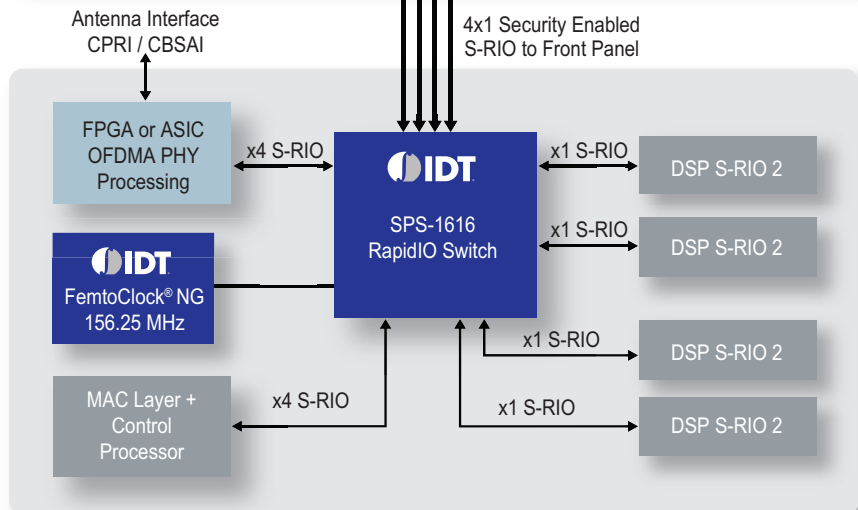 Antenna Interface
CPRI / CBSAI
4x1 Security Enabled
S-RIO to Front Panel
FPGA or ASIC
OFDMA PHY
Processing
x4 S-RIO
IDT
SPS-1616
RapidIO Switch
x1 S-RIO
DSP S-RIO 2
x1 S-RIO
DSP S-RIO 2
IDT
FemtoClock® NG
156.25 MHz
x1 S-RIO
DSP S-RIO 2
MAC Layer +
Control
Processor
x4 S-RIO
x1 S-RIO
DSP S-RIO 2